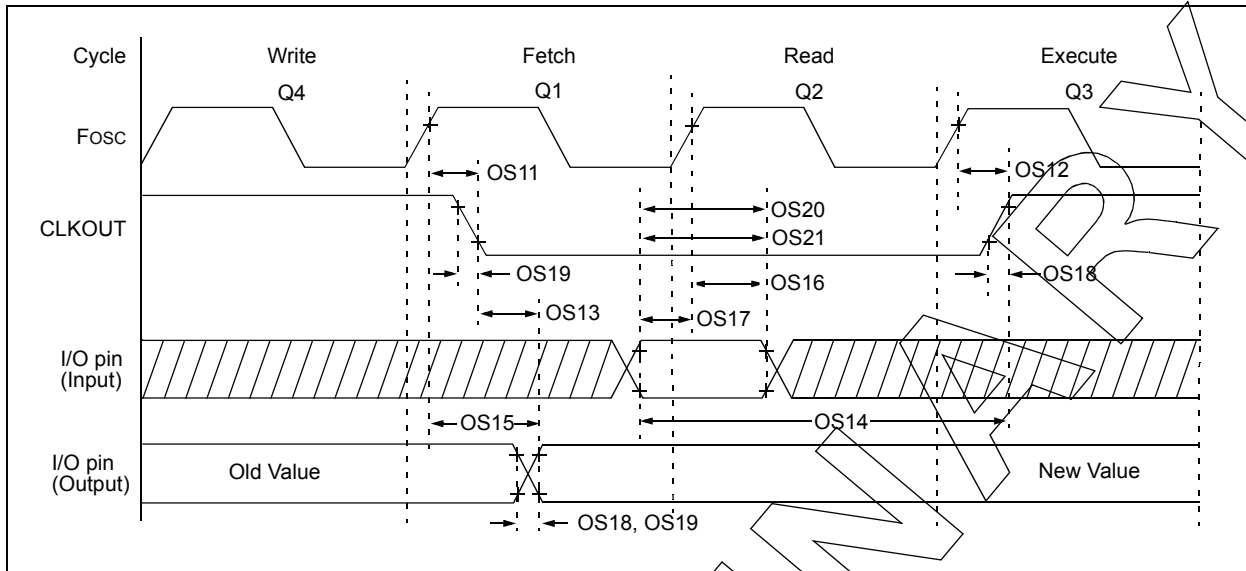 Cycle Write Fetch Read Execute
Q4 Q1 Q2 Q3
FOSC
OS11 OS12
CLKOUT
OS20
OS21
OS19 OS16 OS18
OS13 OS17
I/O pin
(Input)
OS15 OS14
I/O pin
(Output)
Old Value New Value
OS18, OS19